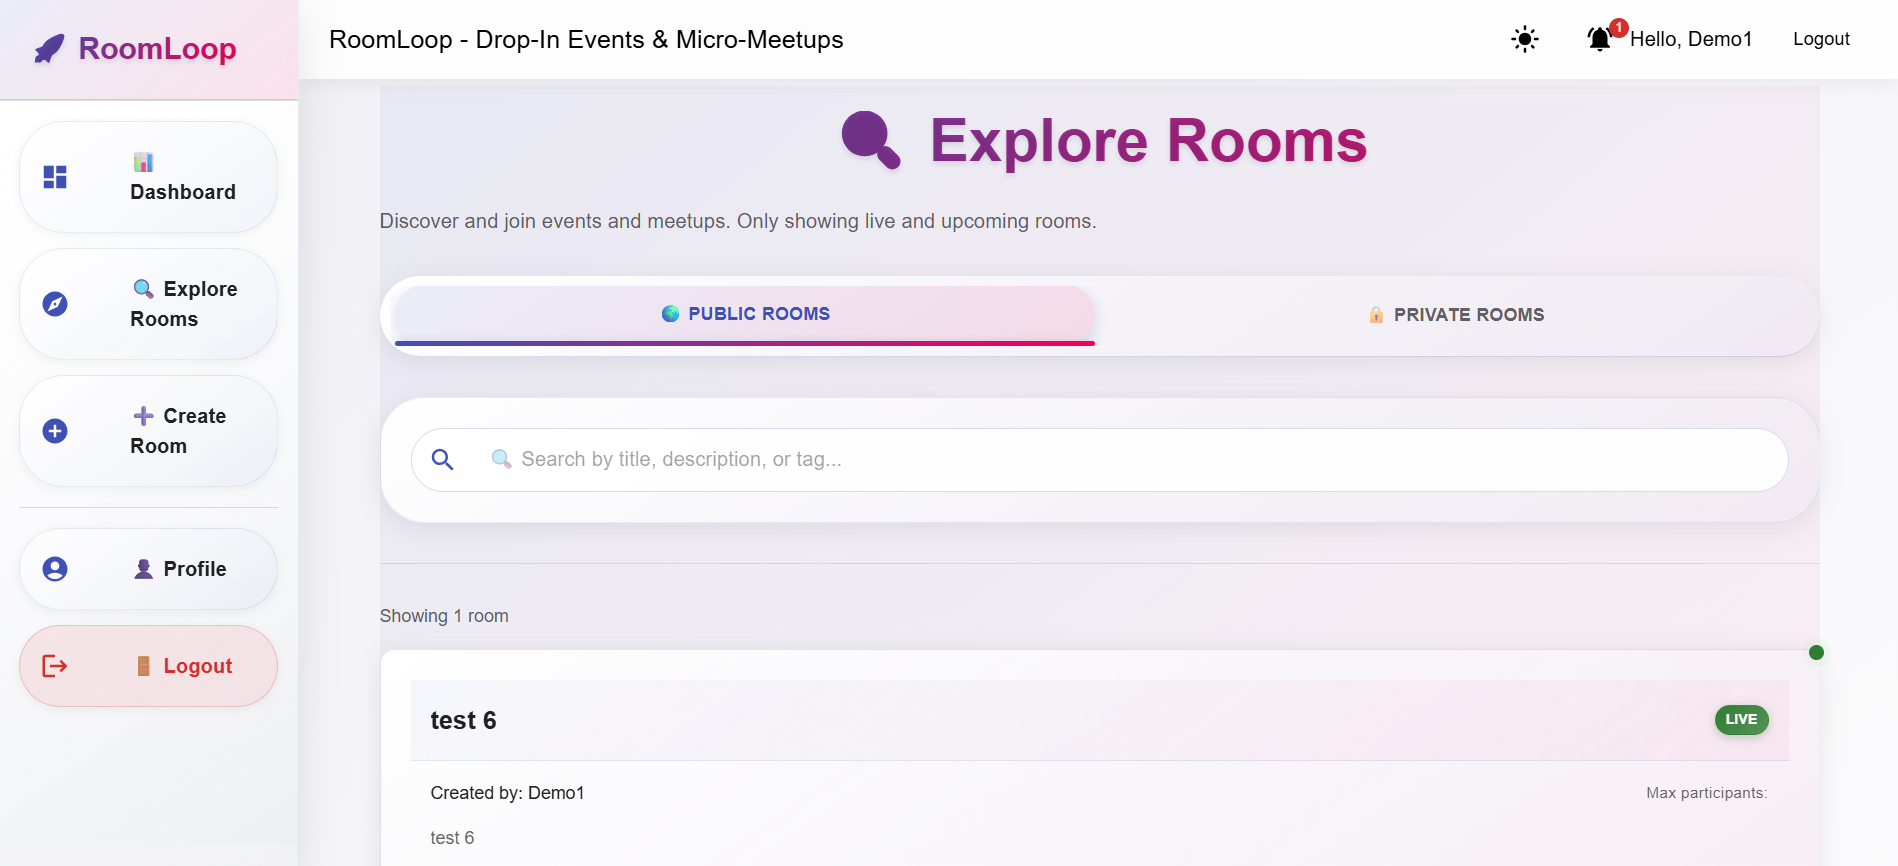 RoomLoop
RoomLoop - Drop-In Events & Micro-Meetups
1
Hello, Demo1
Logout
Dashboard
Explore
Rooms
Create
Room
Profile
Logout
Explore Rooms
Discover and join events and meetups. Only showing live and upcoming rooms.
PUBLIC ROOMS
PRIVATE ROOMS
Search by title, description, or tag...
Showing 1 room
test 6
LIVE
Created by: Demo1
Max participants:
test 6